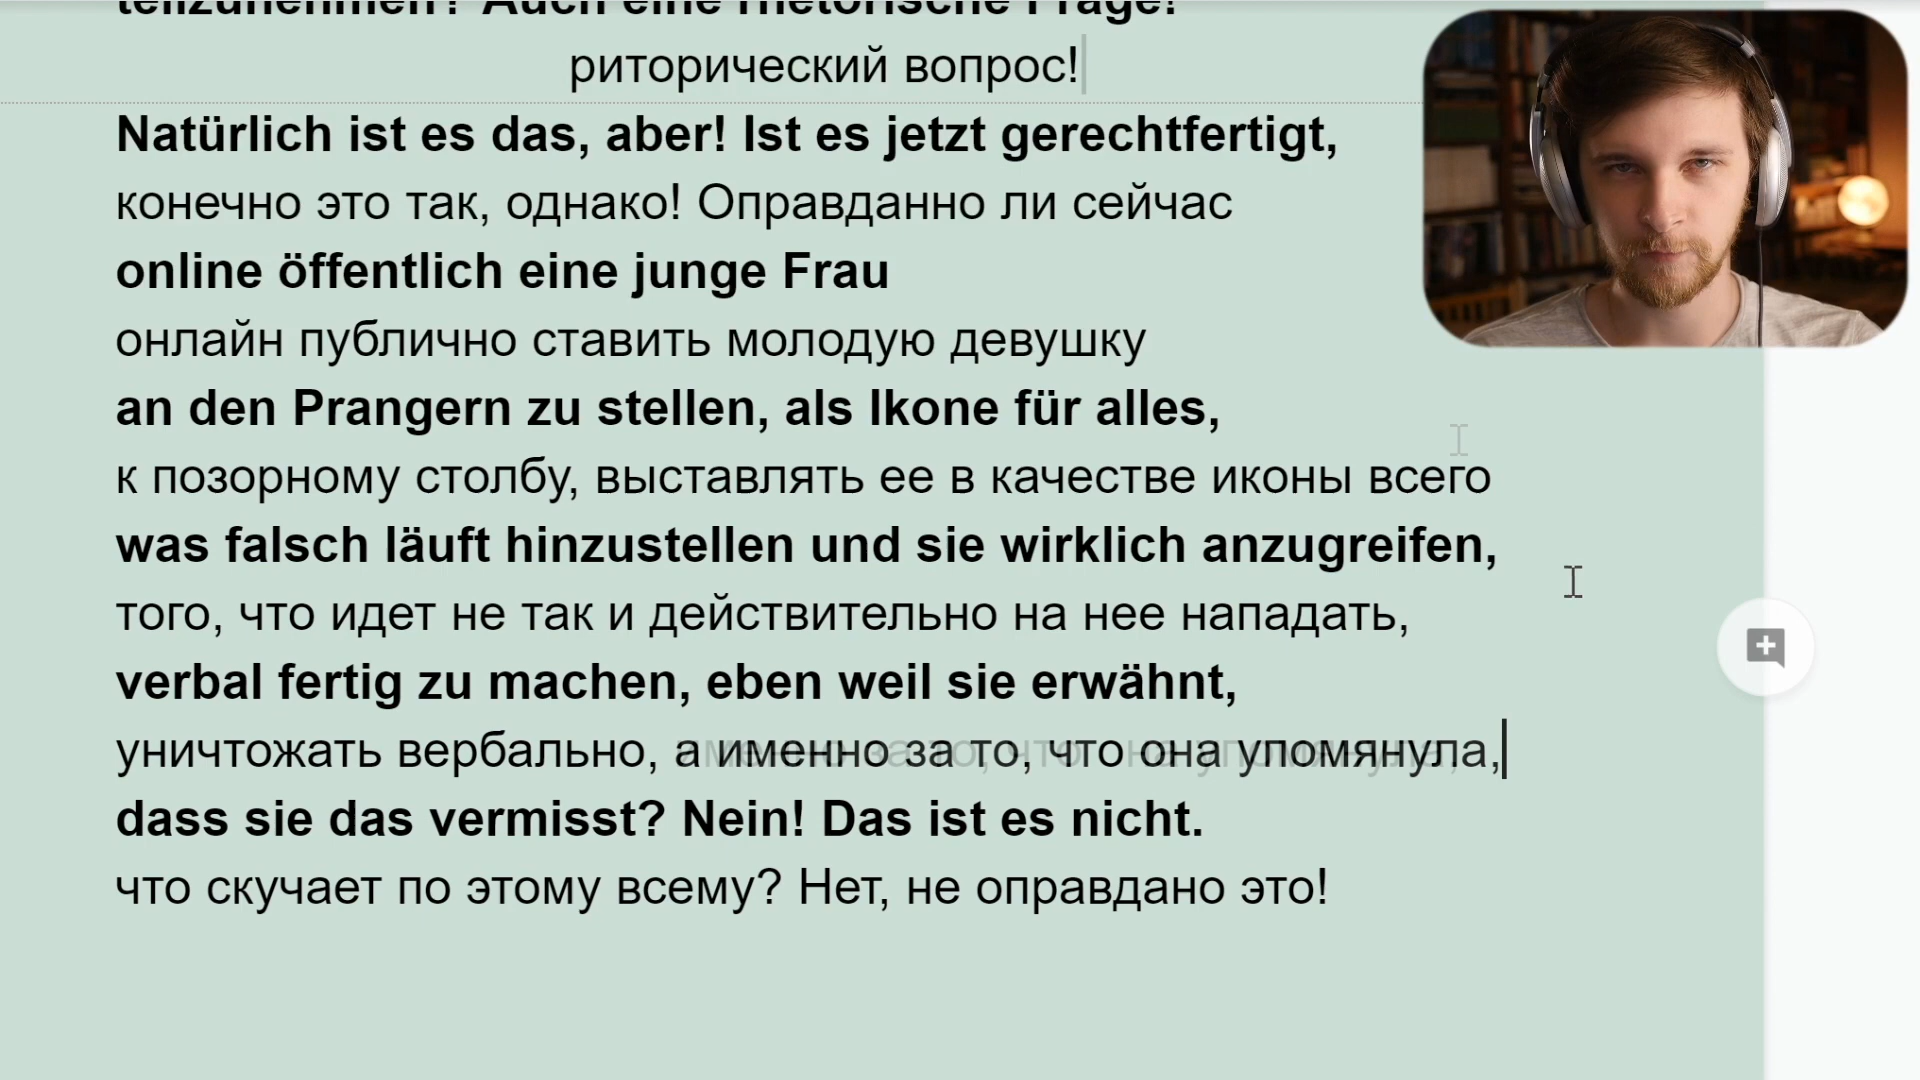 teilzunehmen? Auch eine rhetorische Frage!
риторический вопрос!
Natürlich ist es das, aber! Ist es jetzt gerechtfertigt,
конечно это так, однако! Оправданно ли сейчас
online öffentlich eine junge Frau
онлайн публично ставить молодую девушку
an den Prangern zu stellen, als Ikone für alles,
к позорному столбу, выставлять ее в качестве иконы всего
was falsch läuft hinzustellen und sie wirklich anzugreifen,
того, что идет не так и действительно на нее нападать,
verbal fertig zu machen, eben weil sie erwähnt,
уничтожать вербально, а именно за то, что она упомянула,
dass sie das vermisst? Nein! Das ist es nicht.
что скучает по этому всему? Нет, не оправдано это!